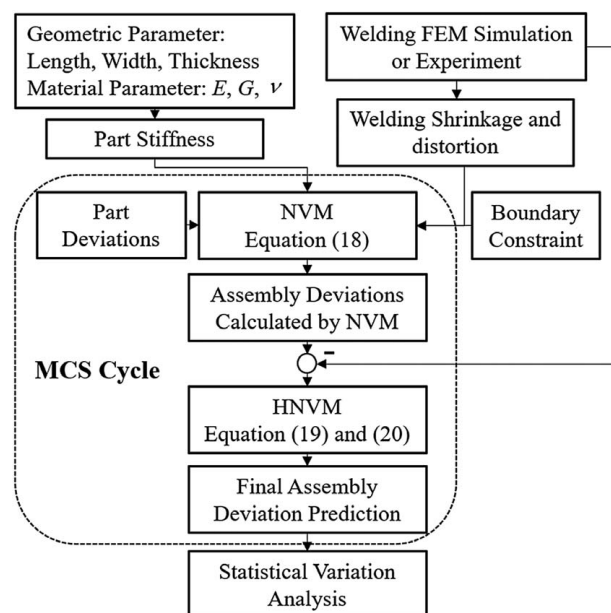 Geometric Parameter:
Length, Width, Thickness
Material Parameter: E, G, ν
Welding FEM Simulation
or Experiment
Part Stiffness
Welding Shrinkage and
distortion
Part
Deviations
NVM
Equation (18)
Boundary
Constraint
Assembly Deviations
Calculated by NVM
-
MCS Cycle
HNVM
Equation (19) and (20)
Final Assembly
Deviation Prediction
Statistical Variation
Analysis